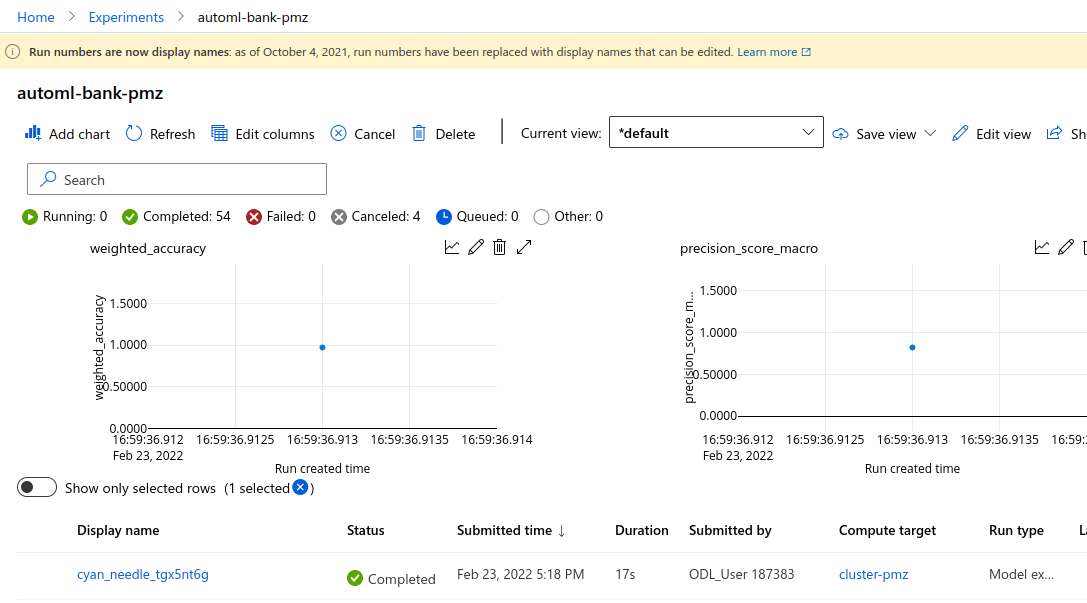 Home > Experiments > automl-bank-pmz
Run numbers are now display names: as of October 4, 2021, run numbers have been replaced with display names that can be edited. Learn more
automl-bank-pmz
Add chart Refresh Edit columns Cancel Delete Current view: *default Save view Edit view Sh
Search
Running: 0 Completed: 54 Failed: 0 Canceled: 4 Queued: 0 Other: 0
weighted_accuracy
weighted_accuracy
1.5000
1.0000
0.50000
0.0000
16:59:36.912 16:59:36.9125 16:59:36.913 16:59:36.9135 16:59:36.914
Feb 23, 2022
Run created time
precision_score_macro
precision_score_m...
1.5000
1.0000
0.50000
0.0000
16:59:36.912 16:59:36.9125 16:59:36.913 16:59:36.9135 16:59:3
Feb 23, 2022
Run created time
Show only selected rows (1 selected )
Display name Status Submitted time ↓ Duration Submitted by Compute target Run type La
cyan_needle_tgx5nt6g Completed Feb 23, 2022 5:18 PM 17s ODL_User 187383 cluster-pmz Model ex...